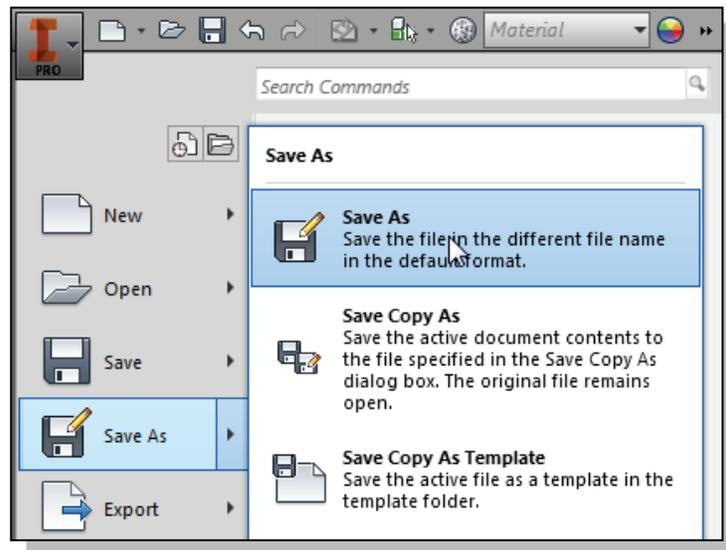 Material
PRO
Search Commands
Save As
New
Open
Save
Save As
Export
Save As
Save the file in the different file name
in the default format.
Save Copy As
Save the active document contents to
the file specified in the Save Copy As
dialog box. The original file remains
open.
Save Copy As Template
Save the active file as a template in the
template folder.